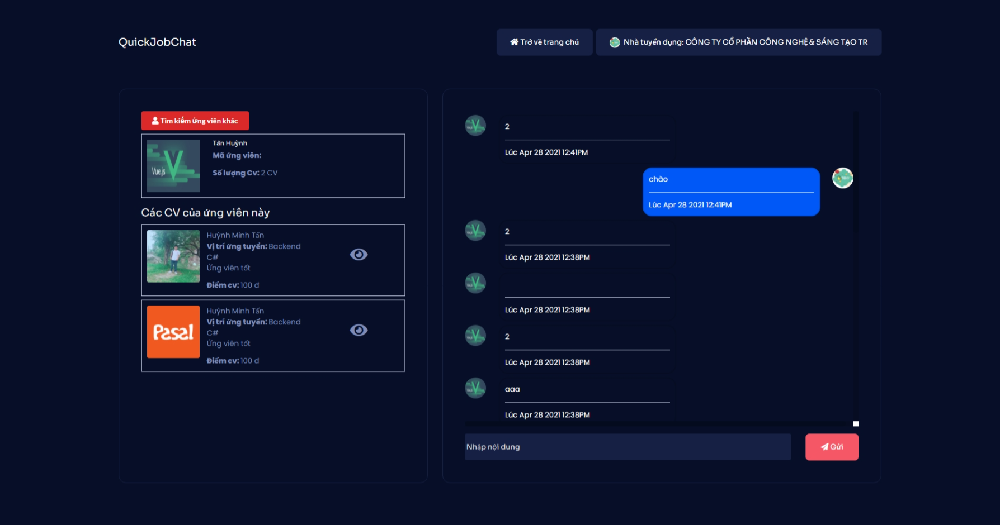 QuickJobChat
Trở về trang chủ
Nhà tuyển dụng: CÔNG TY CỔ PHẦN CÔNG NGHỆ & SÁNG TẠO TR
Tìm kiếm ứng viên khác
Vue.js
Tấn Huỳnh
Mã ứng viên:
Số lượng Cv: 2 CV
Các CV của ứng viên này
Huỳnh Minh Tấn
Vị trí ứng tuyển: Backend
C#
Ứng viên tốt
Điểm cv: 100 đ
Pasal
Huỳnh Minh Tấn
Vị trí ứng tuyển: Backend
C#
Ứng viên tốt
Điểm cv: 100 đ
2
Lúc Apr 28 2021 12:41PM
chào
Lúc Apr 28 2021 12:41PM
2
Lúc Apr 28 2021 12:38PM
Lúc Apr 28 2021 12:38PM
2
Lúc Apr 28 2021 12:38PM
aaa
Lúc Apr 28 2021 12:38PM
Nhập nội dung
Gửi